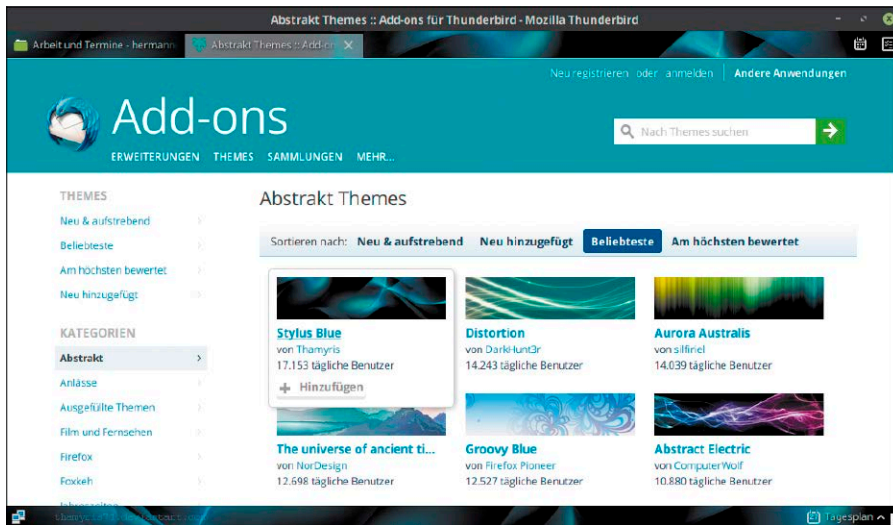 Abstrakt Themes :: Add-ons für Thunderbird - Mozilla Thunderbird
Arbeit und Termine - hermann
Abstrakt Themes :: Add-on
Neu registrieren oder anmelden Andere Anwendungen
Add-ons
Nach Themes suchen
ERWEITERUNGEN THEMES SAMMLUNGEN MEHR...
THEMES
Neu & aufstrebend
Beliebteste
Am höchsten bewertet
Neu hinzugefügt
KATEGORIEN
Abstrakt
Anlässe
Ausgefüllte Themen
Film und Fernsehen
Firefox
Foxkeh
Abstrakt Themes
Sortieren nach: Neu & aufstrebend Neu hinzugefügt Beliebteste Am höchsten bewertet
Stylus Blue
von Thamyris
17.153 tägliche Benutzer
Hinzufügen
Distortion
von DarkHunt3r
14.243 tägliche Benutzer
Aurora Australis
von silfiriel
14.039 tägliche Benutzer
The universe of ancient ti...
von NorDesign
12.698 tägliche Benutzer
Groovy Blue
von Firefox Pioneer
12.527 tägliche Benutzer
Abstract Electric
von ComputerWolf
10.880 tägliche Benutzer
Tagesplan